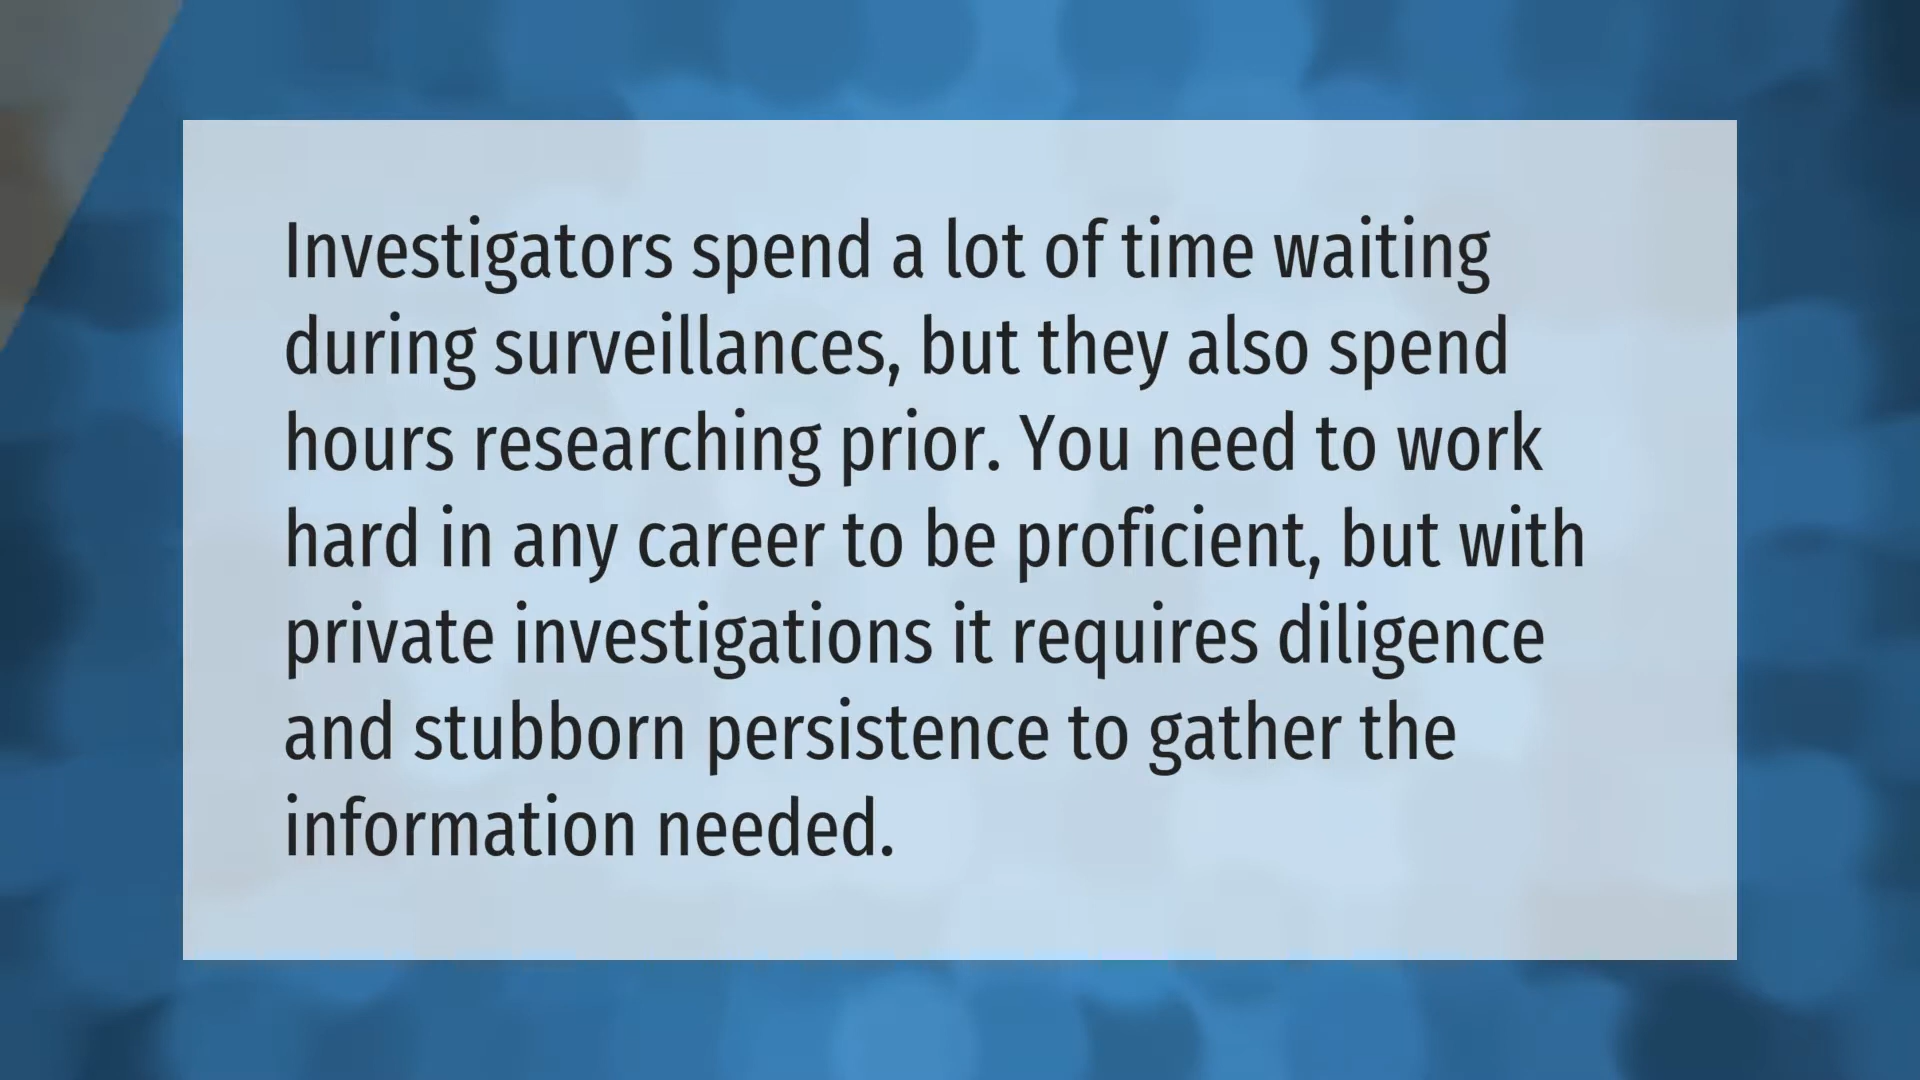 Investigators spend a lot of time waiting
during surveillances, but they also spend
hours researching prior. You need to work
hard in any career to be proficient, but with
private investigations it requires diligence
and stubborn persistence to gather the
information needed.